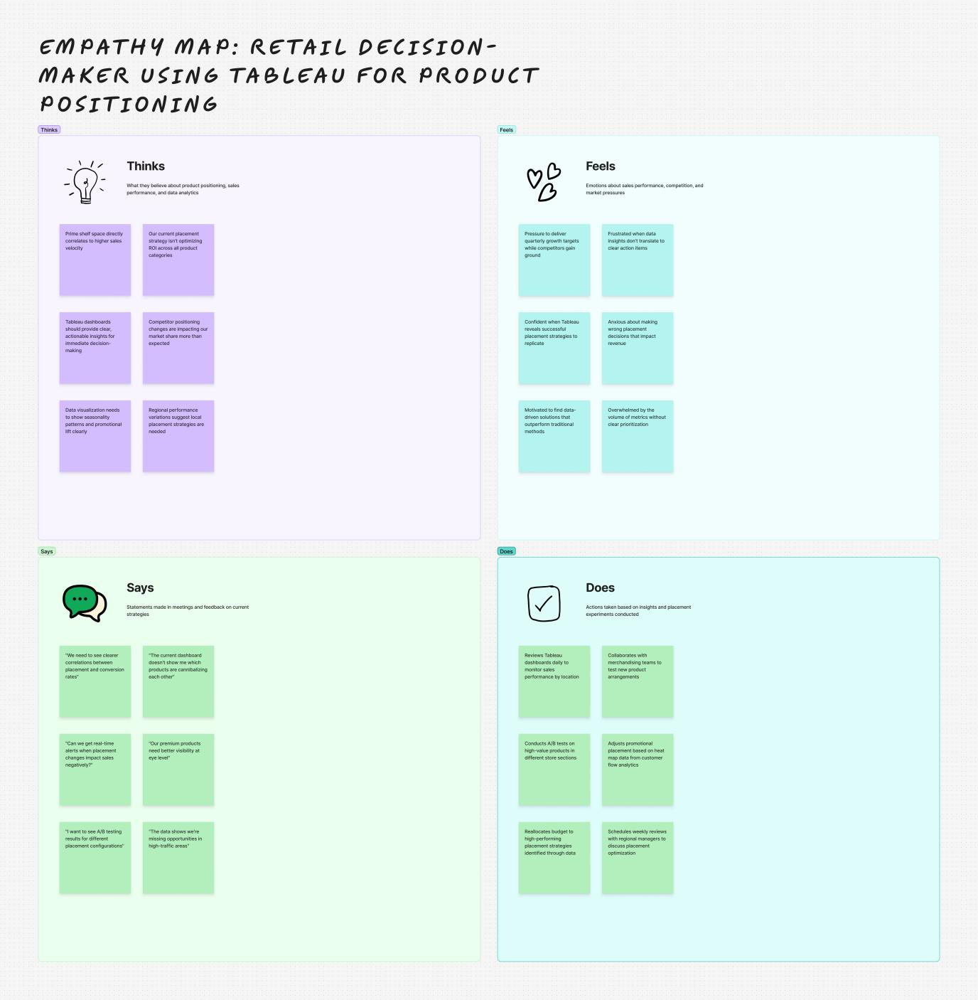 EMPATHY MAP: RETAIL DECISION-
MAKER USING TABLEAU FOR PRODUCT
POSITIONING
Thinks
Thinks
What they believe about product positioning, sales
performance, and data analytics
Prime shelf space directly
correlates to higher sales
velocity
Our current placement
strategy isn't optimizing
ROI across all product
categories
Tableau dashboards
should provide clear,
actionable insights for
immediate decision-
making
Competitor positioning
changes are impacting our
market share more than
expected
Data visualization needs
to show seasonality
patterns and promotional
lift clearly
Regional performance
variations suggest local
placement strategies are
needed
Feels
Feels
Emotions about sales performance, competition, and
market pressures
Pressure to deliver
quarterly growth targets
while competitors gain
ground
Frustrated when data
insights don't translate to
clear action items
Confident when Tableau
reveals successful
placement strategies to
replicate
Anxious about making
wrong placement
decisions that impact
revenue
Motivated to find data-
driven solutions that
outperform traditional
methods
Overwhelmed by the
volume of metrics without
clear prioritization
Says
Says
Statements made in meetings and feedback on current
strategies
"We need to see clearer
correlations between
placement and conversion
rates"
"The current dashboard
doesn't show me which
products are cannibalizing
each other"
"Can we get real-time
alerts when placement
changes impact sales
negatively?"
"Our premium products
need better visibility at
eye level"
"I want to see A/B testing
results for different
placement configurations"
"The data shows we're
missing opportunities in
high-traffic areas"
Does
Does
Actions taken based on insights and placement
experiments conducted
Reviews Tableau
dashboards daily to
monitor sales
performance by location
Collaborates with
merchandising teams to
test new product
arrangements
Conducts A/B tests on
high-value products in
different store sections
Adjusts promotional
placement based on heat
map data from customer
flow analytics
Reallocates budget to
high-performing
placement strategies
identified through data
Schedules weekly reviews
with regional managers to
discuss placement
optimization